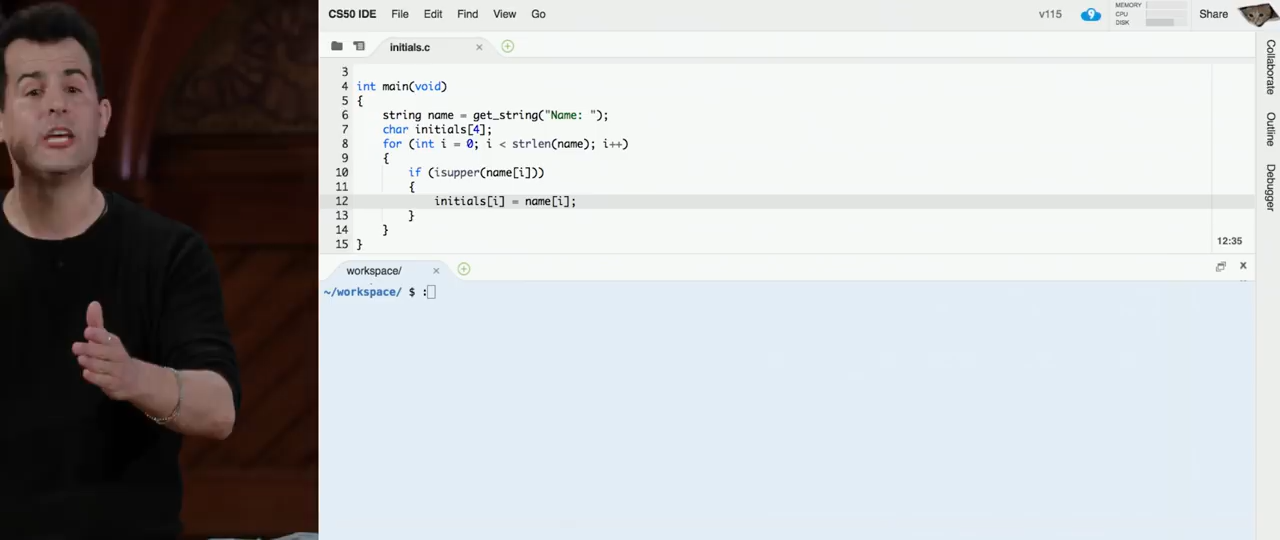 CS50 IDE File Edit Find View Go v115 MEMORY CPU DISK 9 Share
initials.c
3
4 int main(void)
5 {
6 string name = get_string("Name: ");
7 char initials[4];
8 for (int i = 0; i < strlen(name); i++)
9 {
10 if (isupper(name[i]))
11 {
12 initials[i] = name[i];
13 }
14 }
15 }
12:35
workspace/
~/workspace/ $ :
Collaborate
Outline
Debugger